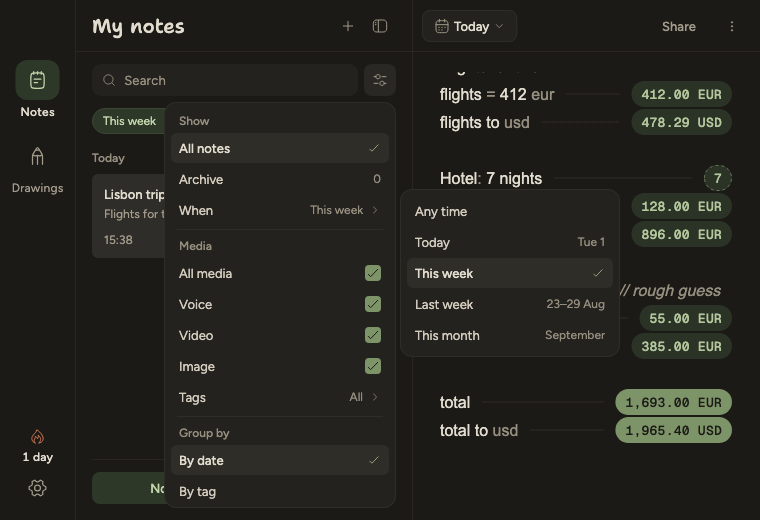 My notes
Today
Share
Search
Notes
This week
Drawings
Today
Lisbon trip
Flights for t
15:38
Show
All notes
Archive 0
When This week
Media
All media
Voice
Video
Image
Tags All
Group by
By date
By tag
Any time
Today Tue 1
This week
Last week 23–29 Aug
This month September
flights = 412 eur 412.00 EUR
flights to usd 478.29 USD
Hotel: 7 nights 7
128.00 EUR
896.00 EUR
// rough guess
55.00 EUR
385.00 EUR
total 1,693.00 EUR
total to usd 1,965.40 USD
1 day